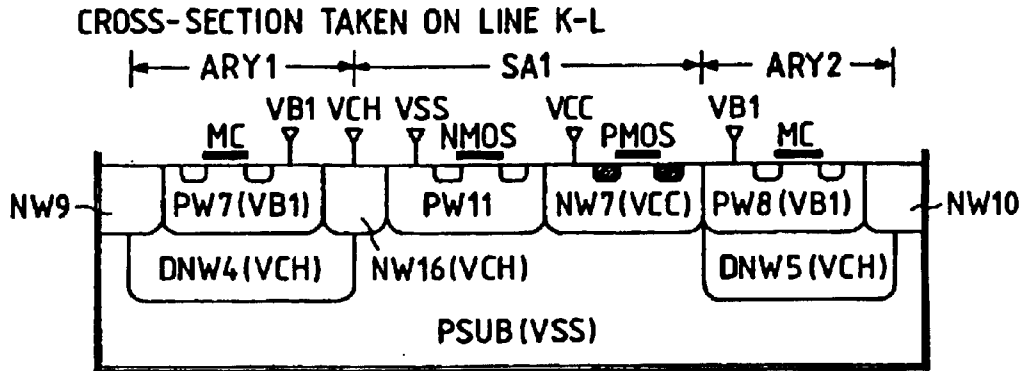 CROSS-SECTION TAKEN ON LINE K-L
ARY1 SA1 ARY2
VB1 VCH VSS VCC VB1
MC NMOS PMOS MC
NW9 PW7(VB1) PW11 NW7(VCC) PW8(VB1) NW10
DNW4(VCH) NW16(VCH) DNW5(VCH)
PSUB(VSS)